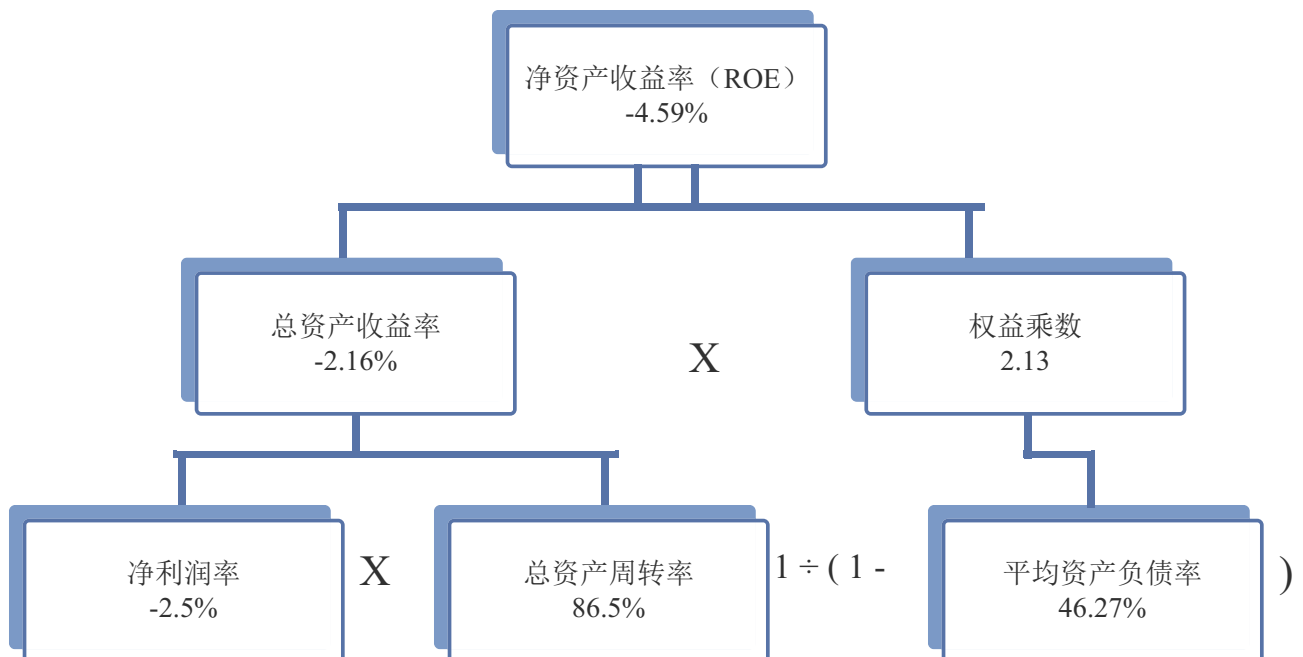 净资产收益率（ROE）
-4.59%
总资产收益率
-2.16%
X
权益乘数
2.13
净利润率
-2.5%
X
总资产周转率
86.5%
1 ÷ ( 1 -
平均资产负债率
46.27%
)